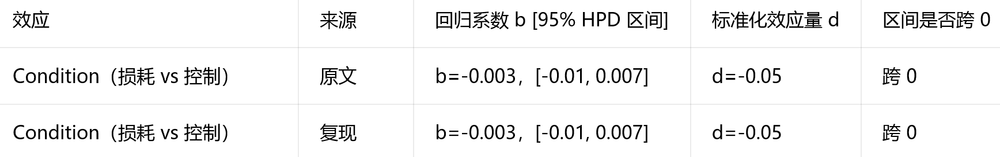 效应 来源 回归系数 b [95% HPD 区间] 标准化效应量 d 区间是否跨 0
Condition（损耗 vs 控制） 原文 b=-0.003，[-0.01, 0.007] d=-0.05 跨 0
Condition（损耗 vs 控制） 复现 b=-0.003，[-0.01, 0.007] d=-0.05 跨 0